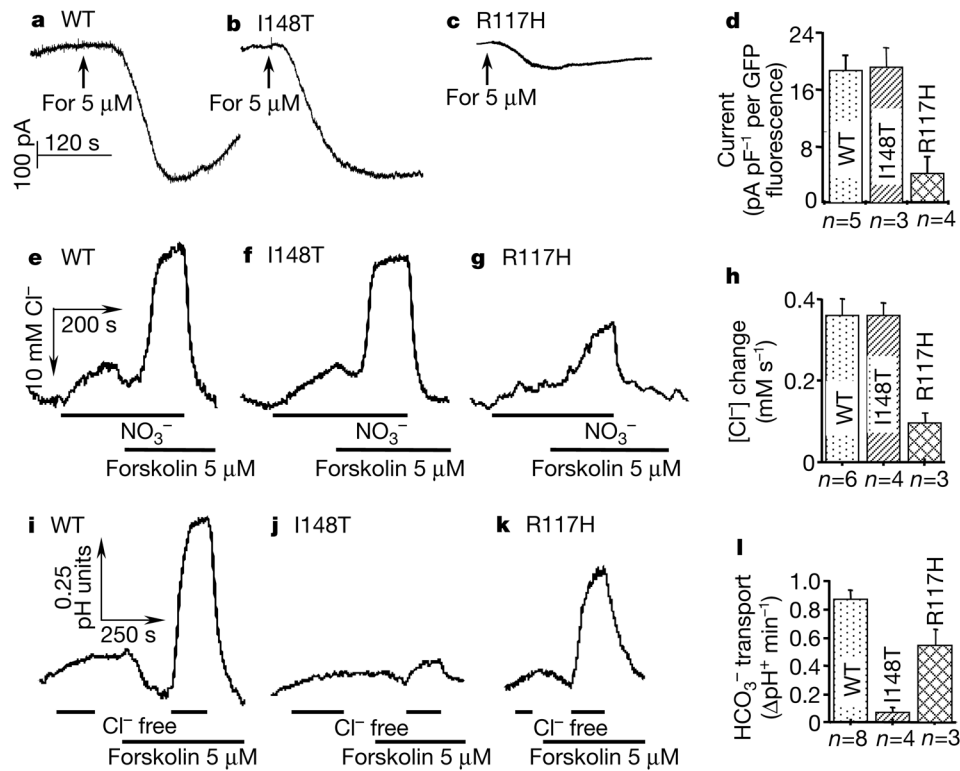 a WT
For 5 μM
100 pA
120 s
b I148T
For 5 μM
c R117H
For 5 μM
d
Current
(pA pF⁻¹ per GFP
fluorescence)
24
16
8
0
WT
I148T
R117H
n=5 n=3 n=4
e WT
10 mM Cl⁻
200 s
NO₃⁻
Forskolin 5 μM
f I148T
NO₃⁻
Forskolin 5 μM
g R117H
NO₃⁻
Forskolin 5 μM
h
[Cl⁻] change
(mM s⁻¹)
0.4
0.2
0
WT
I148T
R117H
n=6 n=4 n=3
i WT
0.25
pH units
250 s
Cl⁻ free
Forskolin 5 μM
j I148T
Cl⁻ free
Forskolin 5 μM
k R117H
Cl⁻ free
Forskolin 5 μM
l
HCO₃⁻ transport
(ΔpH⁺ min⁻¹)
1.0
0.8
0.6
0.4
0.2
0
WT
I148T
R117H
n=8 n=4 n=3